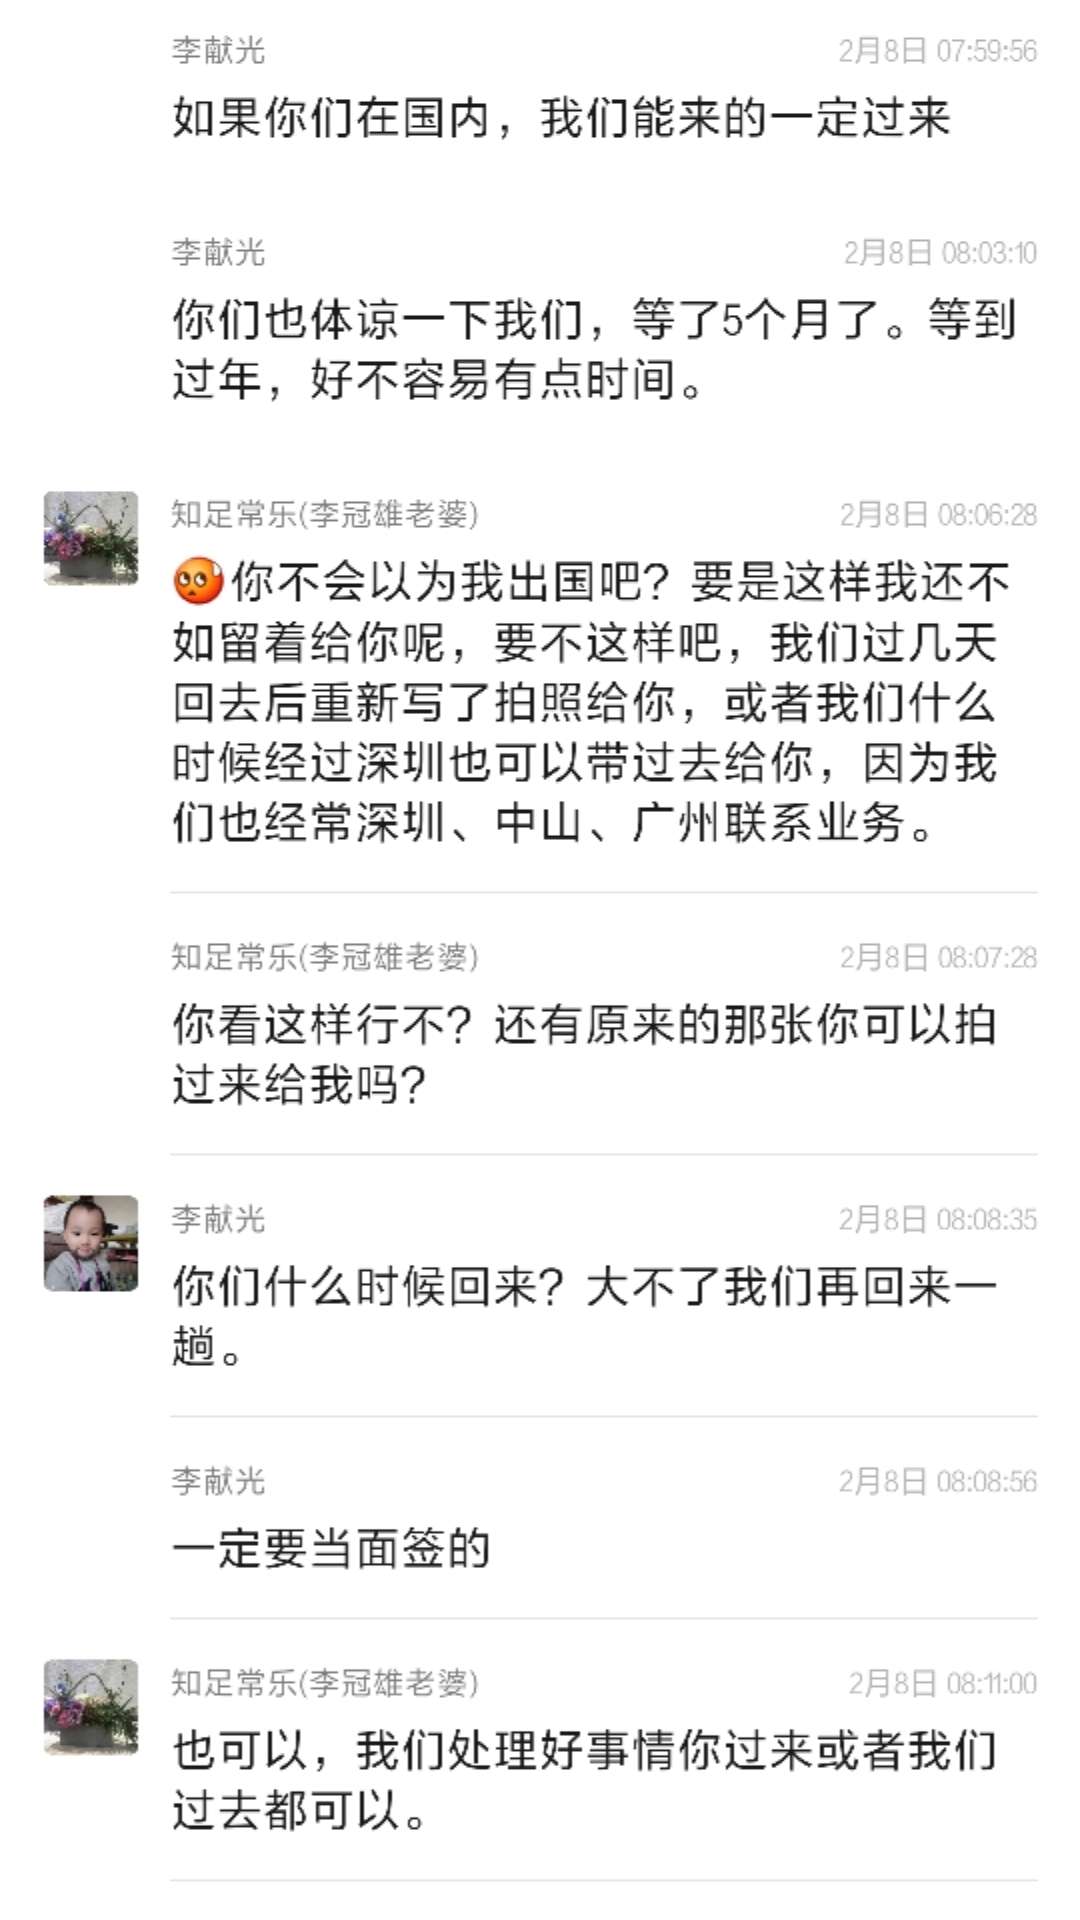 李献光 2月8日 07:59:56
如果你们在国内，我们能来的一定过来
李献光 2月8日 08:03:10
你们也体谅一下我们，等了5个月了。等到
过年，好不容易有点时间。
知足常乐(李冠雄老婆) 2月8日 08:06:28
你不会以为我出国吧？要是这样我还不
如留着给你呢，要不这样吧，我们过几天
回去后重新写了拍照给你，或者我们什么
时候经过深圳也可以带过去给你，因为我
们也经常深圳、中山、广州联系业务。
知足常乐(李冠雄老婆) 2月8日 08:07:28
你看这样行不？还有原来的那张你可以拍
过来给我吗？
李献光 2月8日 08:08:35
你们什么时候回来？大不了我们再回来一
趟。
李献光 2月8日 08:08:56
一定要当面签的
知足常乐(李冠雄老婆) 2月8日 08:11:00
也可以，我们处理好事情你过来或者我们
过去都可以。